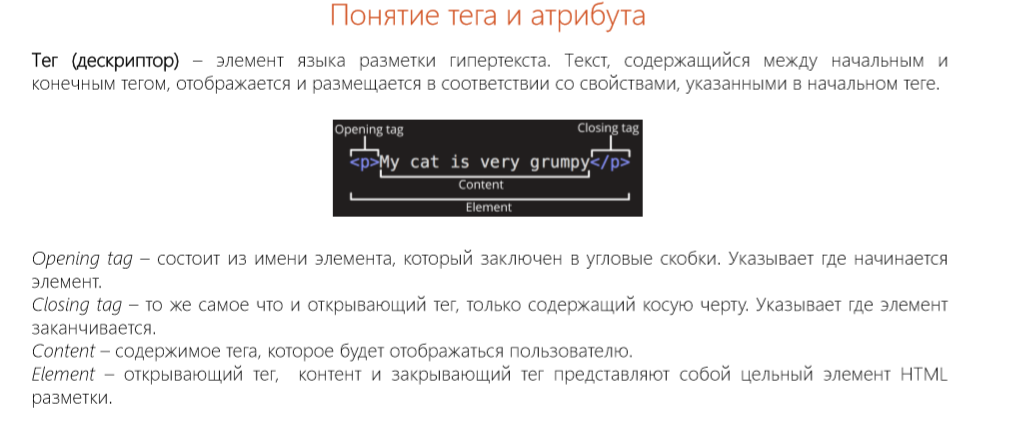 Понятие тега и атрибута
Тег (дескриптор) – элемент языка разметки гипертекста. Текст, содержащийся между начальным и
конечным тегом, отображается и размещается в соответствии со свойствами, указанными в начальном теге.
Opening tag Closing tag
<p>My cat is very grumpy</p>
Content
Element
Opening tag – состоит из имени элемента, который заключен в угловые скобки. Указывает где начинается
элемент.
Closing tag – то же самое что и открывающий тег, только содержащий косую черту. Указывает где элемент
заканчивается.
Content – содержимое тега, которое будет отображаться пользователю.
Element – открывающий тег, контент и закрывающий тег представляют собой цельный элемент HTML
разметки.